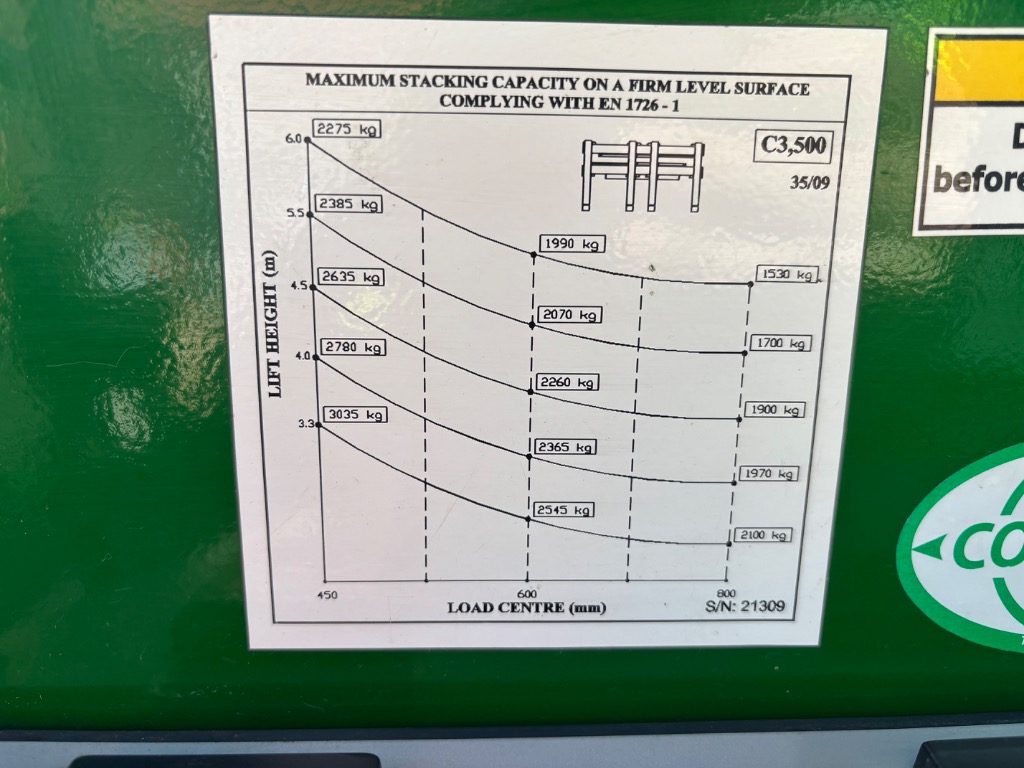 MAXIMUM STACKING CAPACITY ON A FIRM LEVEL SURFACE
COMPLYING WITH EN 1726 - 1
C3,500
35/09
LIFT HEIGHT (m)
6.0 2275 kg 1990 kg 1530 kg
5.5 2385 kg 2070 kg 1700 kg
4.5 2635 kg 2260 kg 1900 kg
4.0 2780 kg 2365 kg 1970 kg
3.3 3035 kg 2545 kg 2100 kg
450 600 800
LOAD CENTRE (mm)
S/N: 21309
before